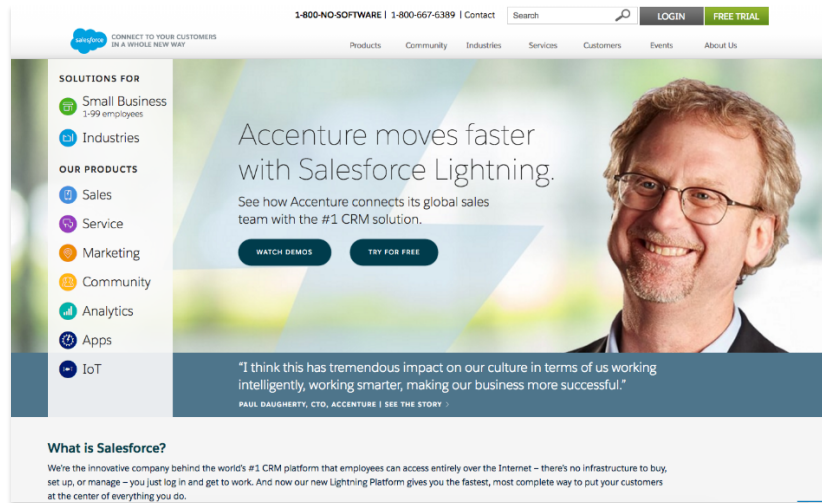 1-800-NO-SOFTWARE | 1-800-667-6389 | Contact
Search
LOGIN
FREE TRIAL
salesforce
CONNECT TO YOUR CUSTOMERS
IN A WHOLE NEW WAY
Products Community Industries Services Customers Events About Us
SOLUTIONS FOR
Small Business
1-99 employees
Industries
OUR PRODUCTS
Sales
Service
Marketing
Community
Analytics
Apps
IoT
Accenture moves faster
with Salesforce Lightning.
See how Accenture connects its global sales
team with the #1 CRM solution.
WATCH DEMOS
TRY FOR FREE
“I think this has tremendous impact on our culture in terms of us working
intelligently, working smarter, making our business more successful.”
PAUL DAUGHERTY, CTO, ACCENTURE | SEE THE STORY >
What is Salesforce?
We're the innovative company behind the world's #1 CRM platform that employees can access entirely over the Internet – there's no infrastructure to buy,
set up, or manage – you just log in and get to work. And now our new Lightning Platform gives you the fastest, most complete way to put your customers
at the center of everything you do.